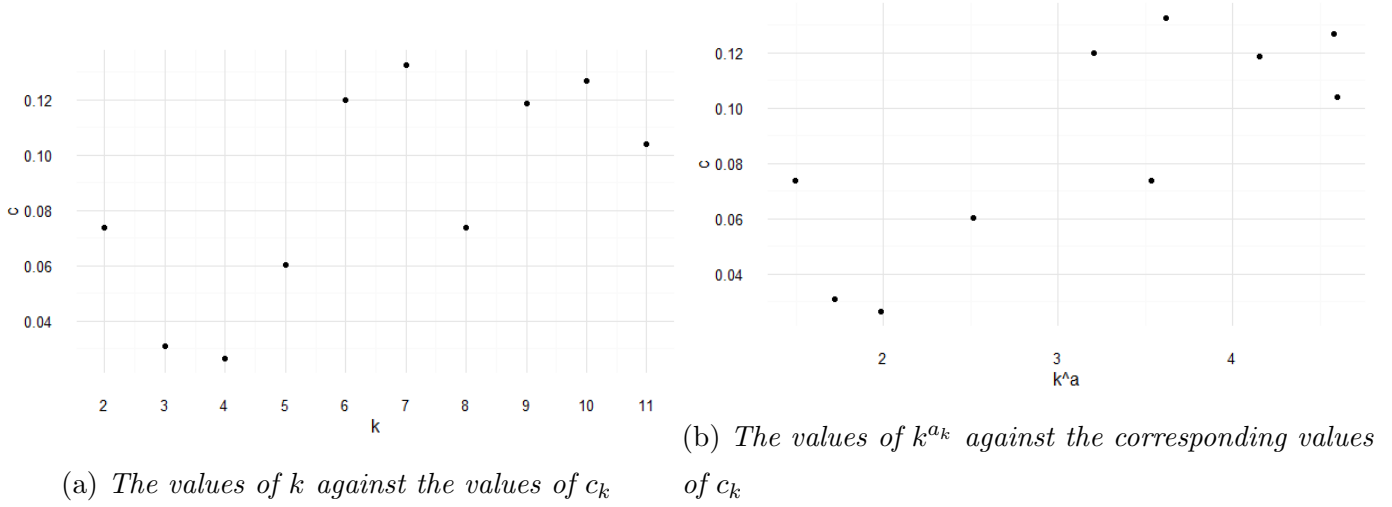 0.12
0.10
c 0.08
0.06
0.04
2 3 4 5 6 7 8 9 10 11
k
(a) The values of k against the values of c_k
0.12
0.10
c 0.08
0.06
0.04
2 3 4
k^a
(b) The values of k^{a_k} against the corresponding values
of c_k